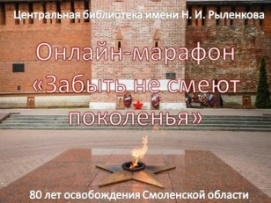 Центральная библиотека имени Н. И. Рыленкова
Онлайн-марафон
«Забыть не смеют
поколенья»
80 лет освобождения Смоленской области